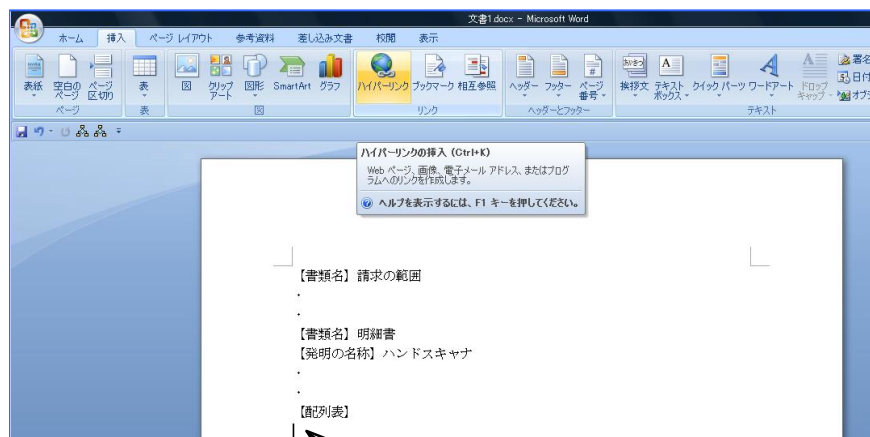 文書1.docx - Microsoft Word
ホーム 挿入 ページ レイアウト 参考資料 差し込み文書 校閲 表示
表紙 空白のページ ページ区切り 表 図 クリップアート 図形 SmartArt グラフ ハイパーリンク ブックマーク 相互参照 ヘッダー フッター ページ番号 挨拶文 テキストボックス クイック パーツ ワードアート ドロップキャップ
ページ 表 図 リンク ヘッダーとフッター テキスト
ハイパーリンクの挿入 (Ctrl+K)
Web ページ、画像、電子メール アドレス、またはプログ
ラムへのリンクを作成します。
ヘルプを表示するには、F1 キーを押してください。
【書類名】請求の範囲
・
・
【書類名】明細書
【発明の名称】ハンドスキャナ
・
・
【配列表】